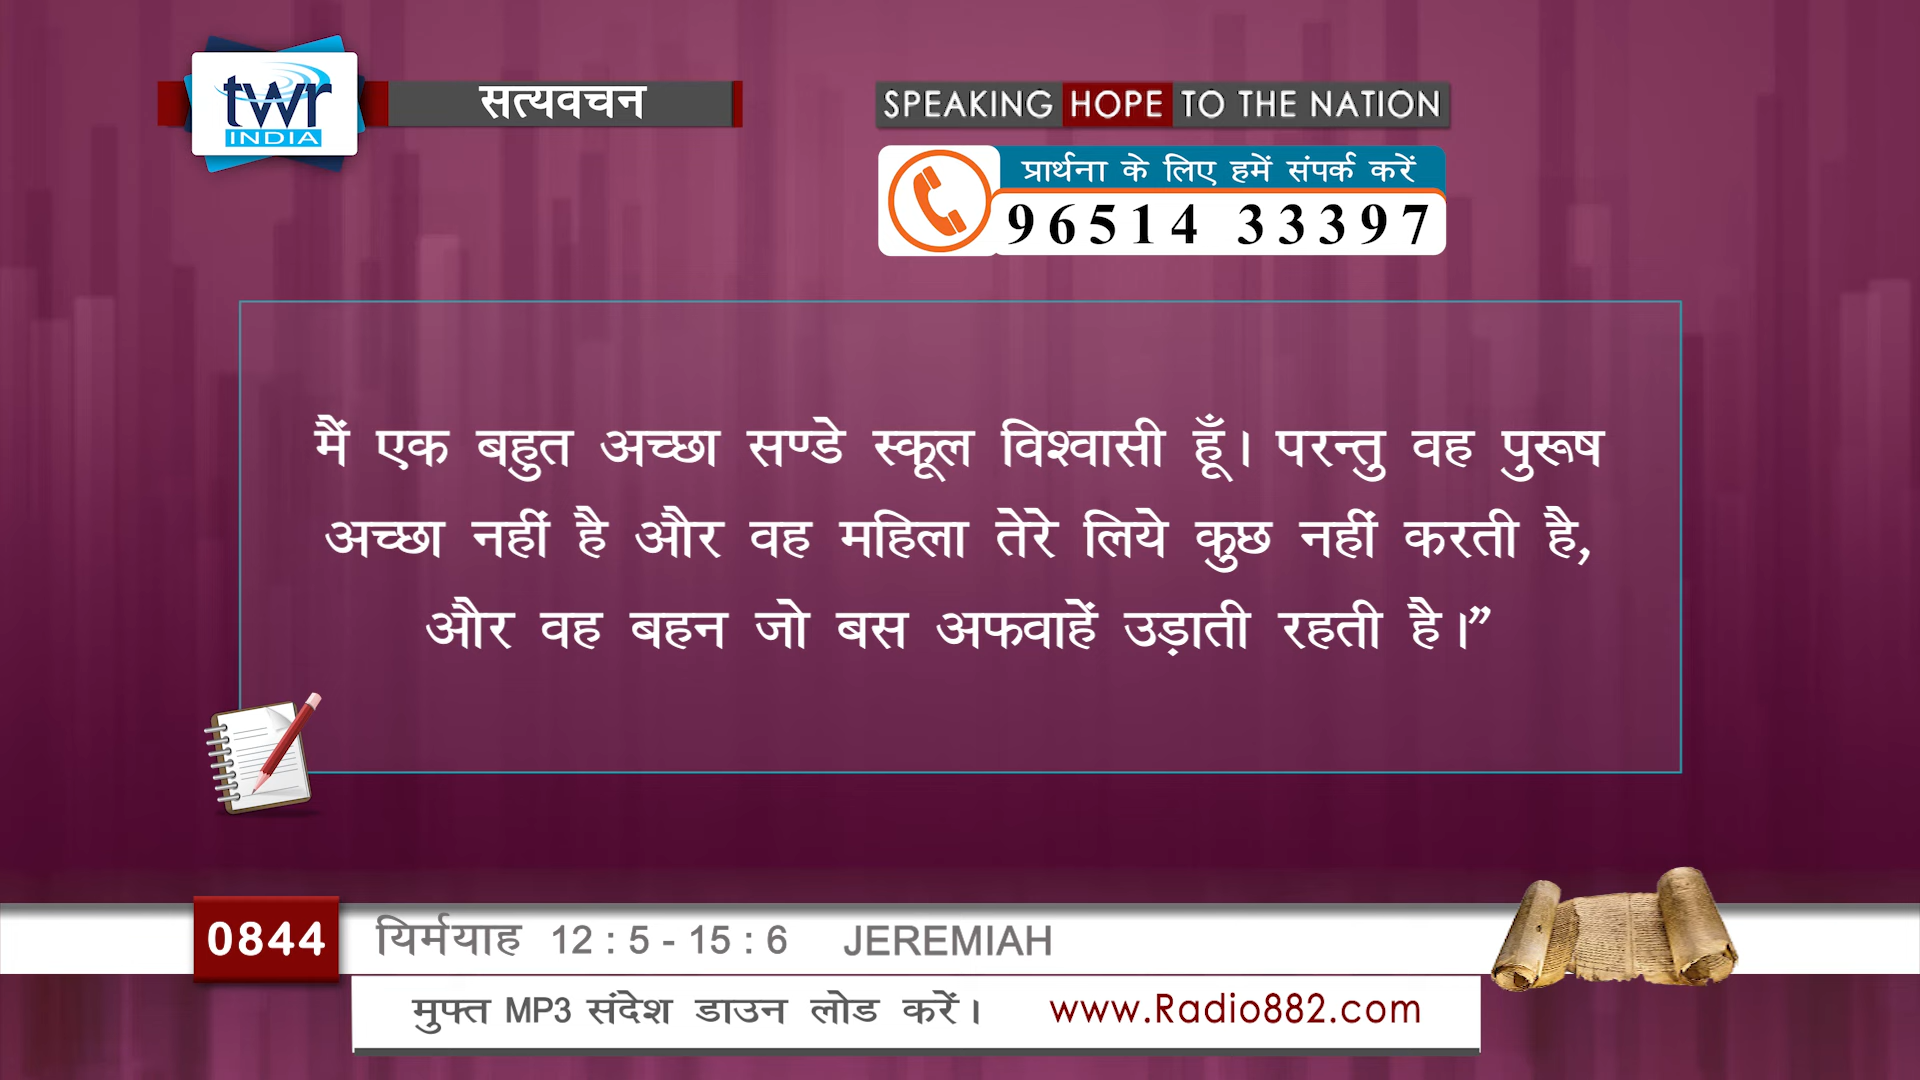 twr
INDIA
सत्यवचन
SPEAKING HOPE TO THE NATION
प्रार्थना के लिए हमें संपर्क करें
96514 33397
मैं एक बहुत अच्छा सण्डे स्कूल विश्वासी हूँ। परन्तु वह पुरूष
अच्छा नहीं है और वह महिला तेरे लिये कुछ नहीं करती है,
और वह बहन जो बस अफवाहें उड़ाती रहती है।”
0844 यिर्मयाह 12 : 5 - 15 : 6 JEREMIAH
मुफ्त MP3 संदेश डाउन लोड करें। www.Radio882.com